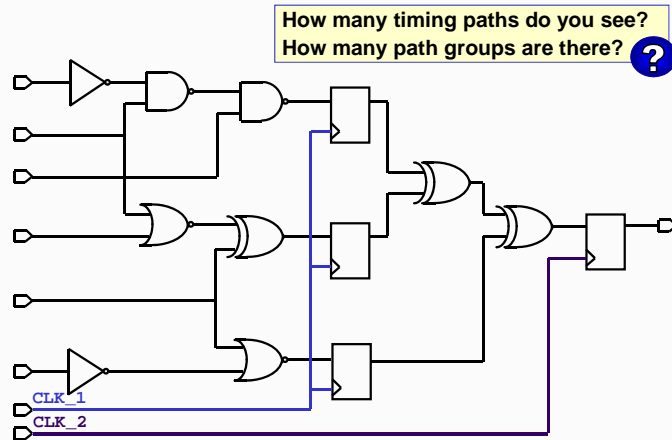 How many timing paths do you see?
How many path groups are there?
?
CLK_1
CLK_2